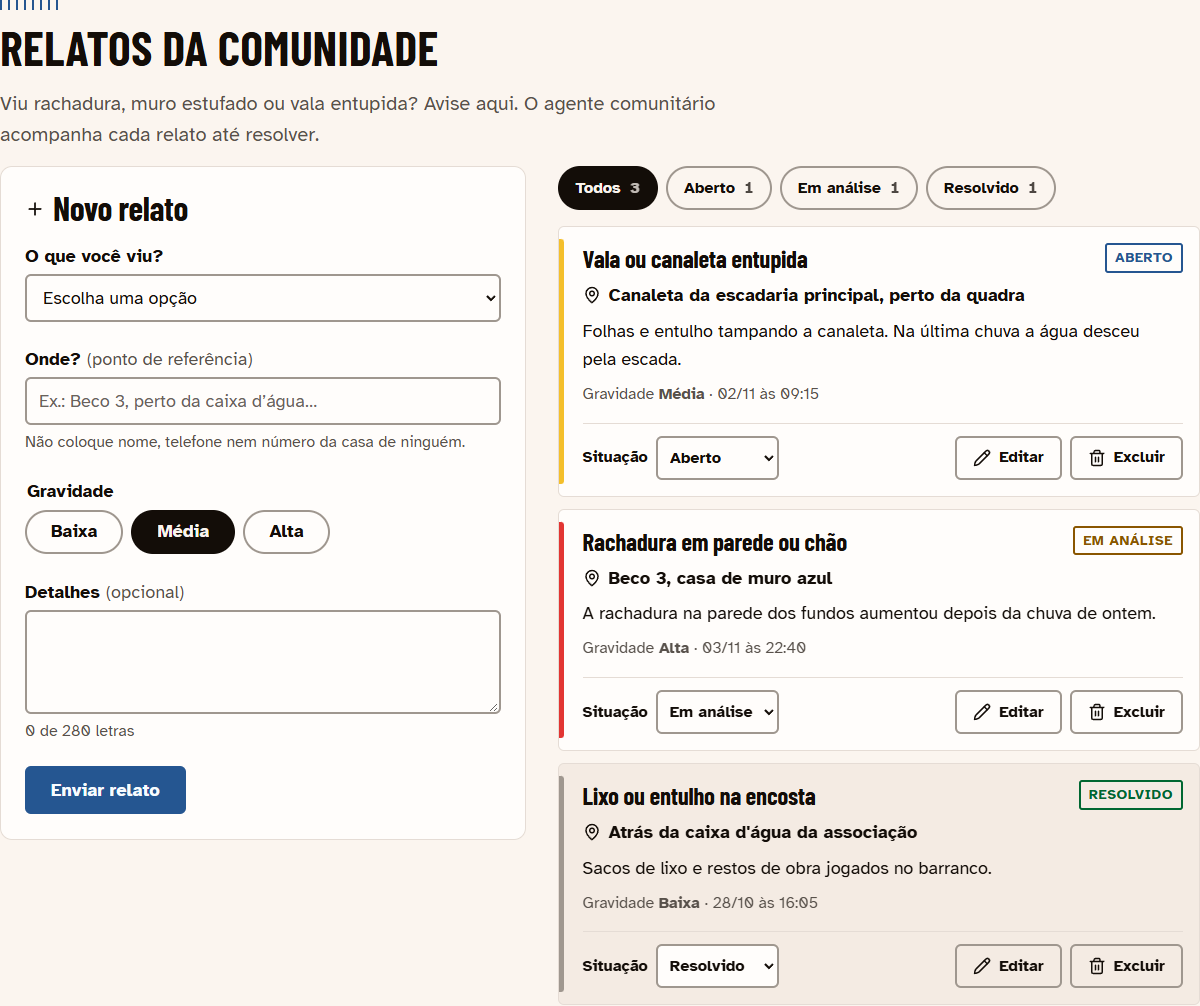 RELATOS DA COMUNIDADE
Viu rachadura, muro estufado ou vala entupida? Avise aqui. O agente comunitário
acompanha cada relato até resolver.
+ Novo relato
O que você viu?
Escolha uma opção
Onde? (ponto de referência)
Ex.: Beco 3, perto da caixa d’água...
Não coloque nome, telefone nem número da casa de ninguém.
Gravidade
Baixa Média Alta
Detalhes (opcional)
0 de 280 letras
Enviar relato
Todos 3 Aberto 1 Em análise 1 Resolvido 1
Vala ou canaleta entupida ABERTO
Canaleta da escadaria principal, perto da quadra
Folhas e entulho tampando a canaleta. Na última chuva a água desceu
pela escada.
Gravidade Média · 02/11 às 09:15
Situação Aberto Editar Excluir
Rachadura em parede ou chão EM ANÁLISE
Beco 3, casa de muro azul
A rachadura na parede dos fundos aumentou depois da chuva de ontem.
Gravidade Alta · 03/11 às 22:40
Situação Em análise Editar Excluir
Lixo ou entulho na encosta RESOLVIDO
Atrás da caixa d'água da associação
Sacos de lixo e restos de obra jogados no barranco.
Gravidade Baixa · 28/10 às 16:05
Situação Resolvido Editar Excluir